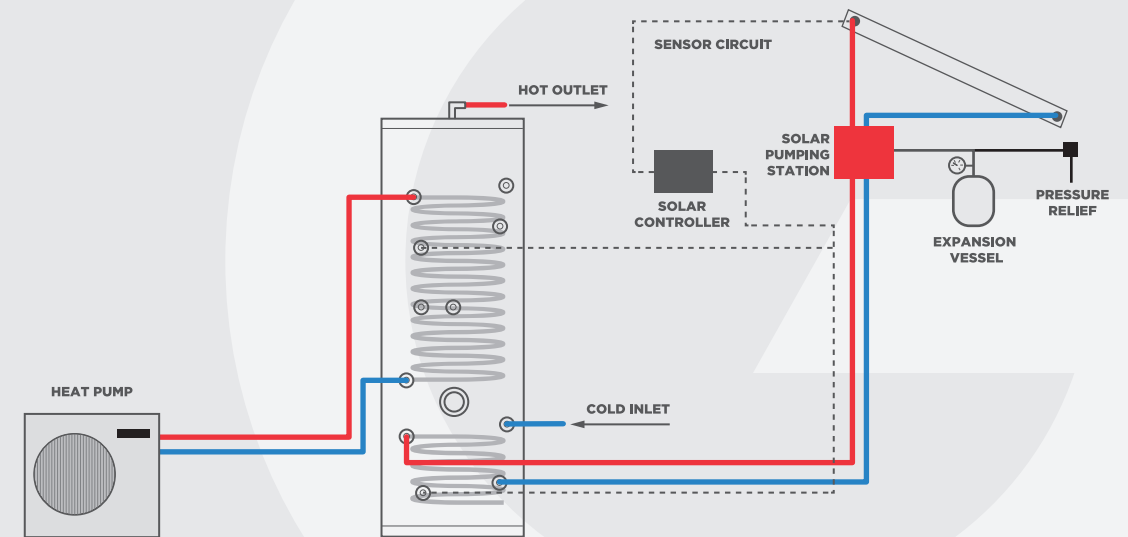 SENSOR CIRCUIT
HOT OUTLET
SOLAR
PUMPING
STATION
SOLAR
CONTROLLER
PRESSURE
RELIEF
EXPANSION
VESSEL
HEAT PUMP
COLD INLET